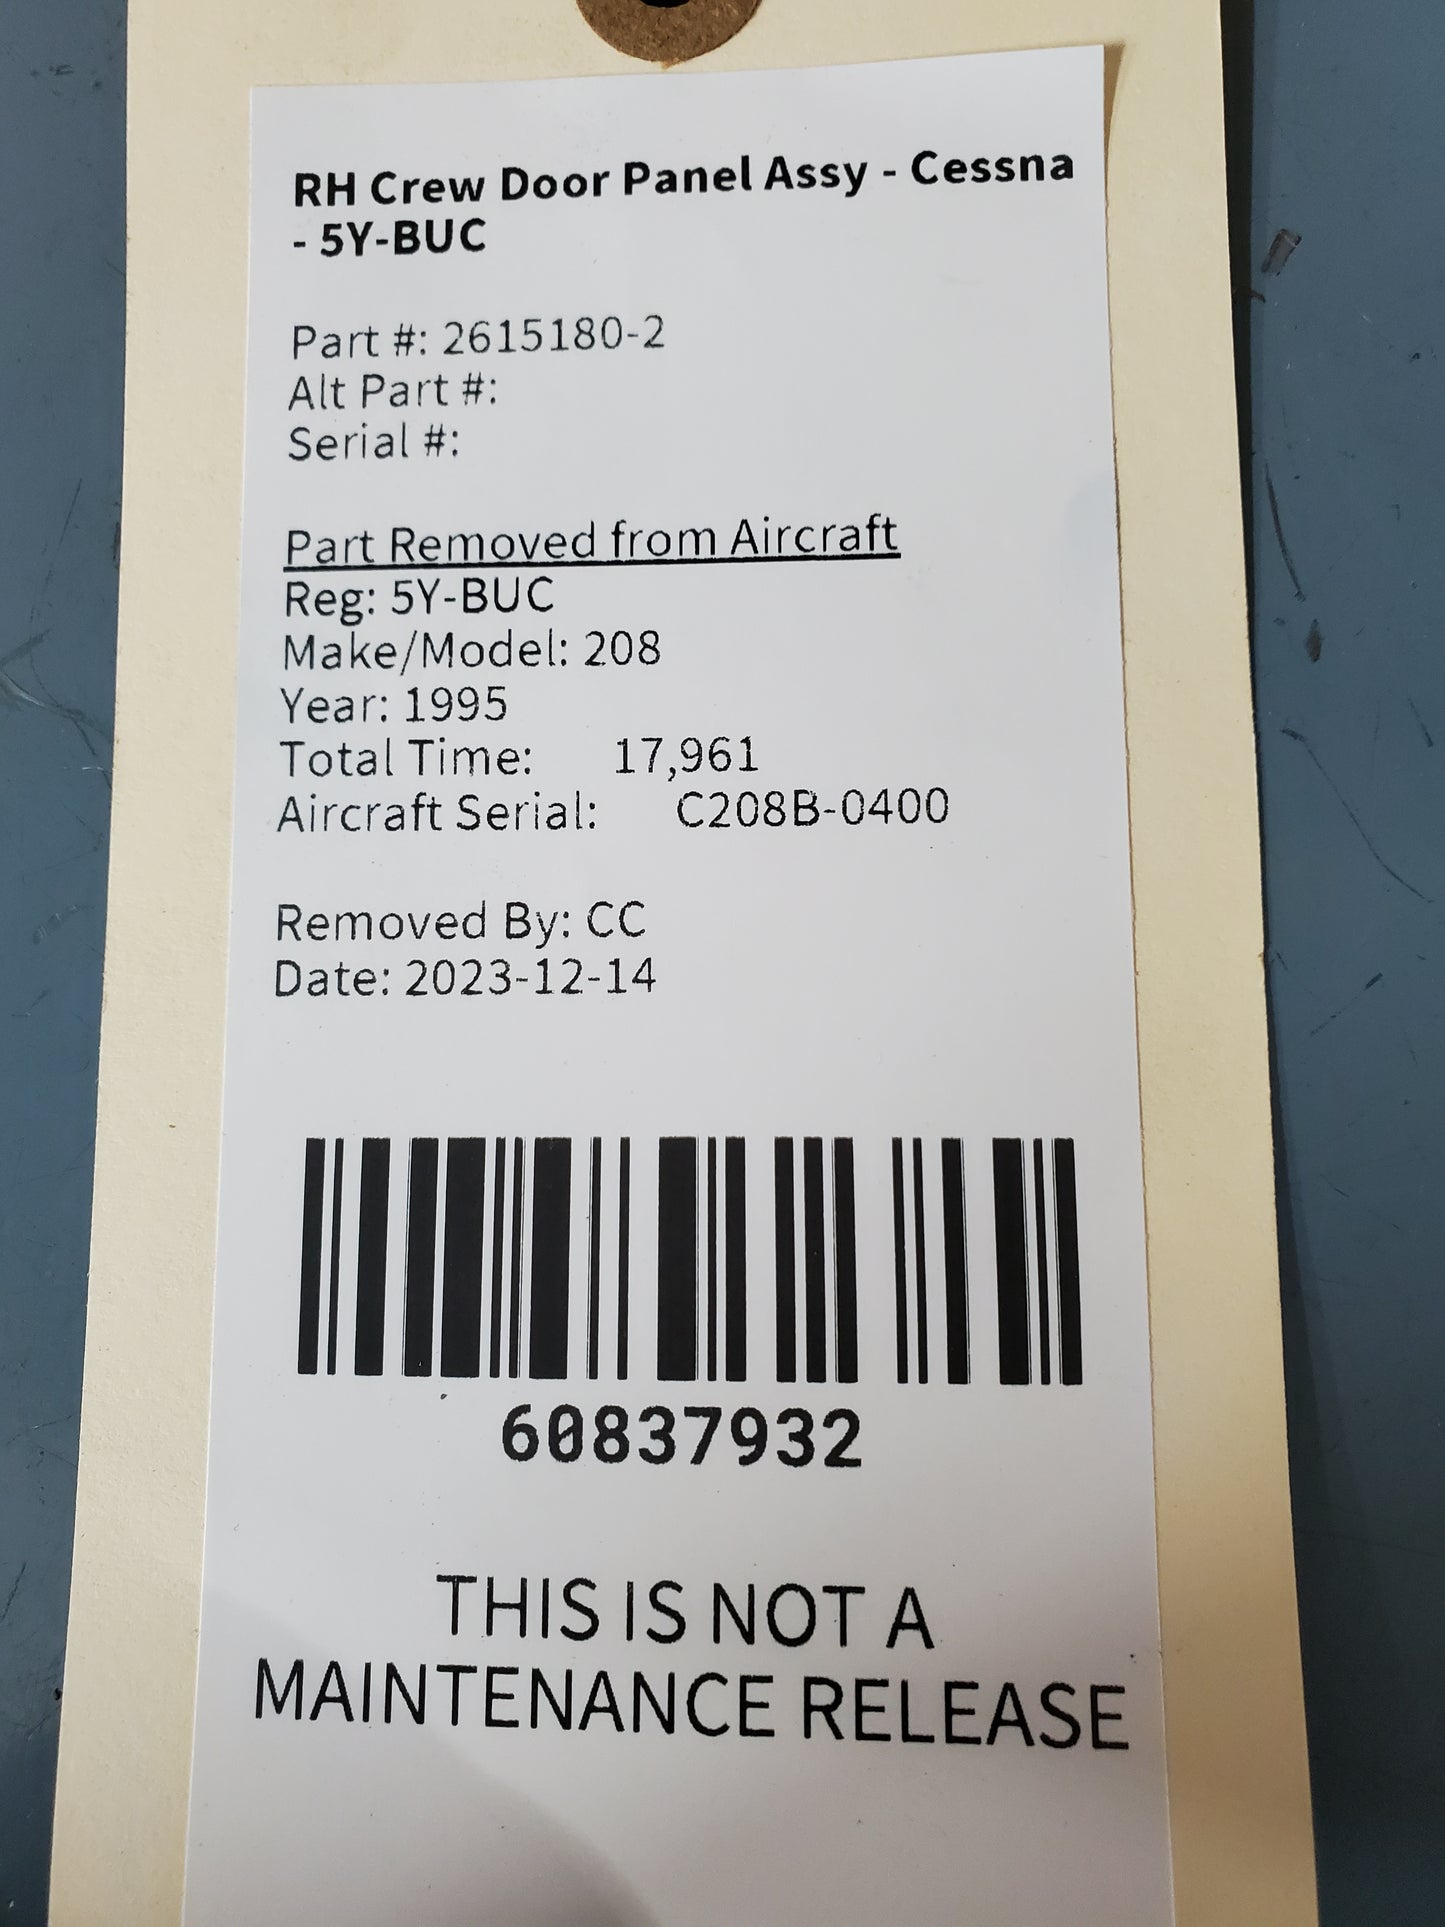 RH Crew Door Panel Assy - Cessna
- 5Y-BUC
Part #: 2615180-2
Alt Part #:
Serial #:
Part Removed from Aircraft
Reg: 5Y-BUC
Make/Model: 208
Year: 1995
Total Time: 17,961
Aircraft Serial: C208B-0400
Removed By: CC
Date: 2023-12-14
60837932
THIS IS NOT A
MAINTENANCE RELEASE